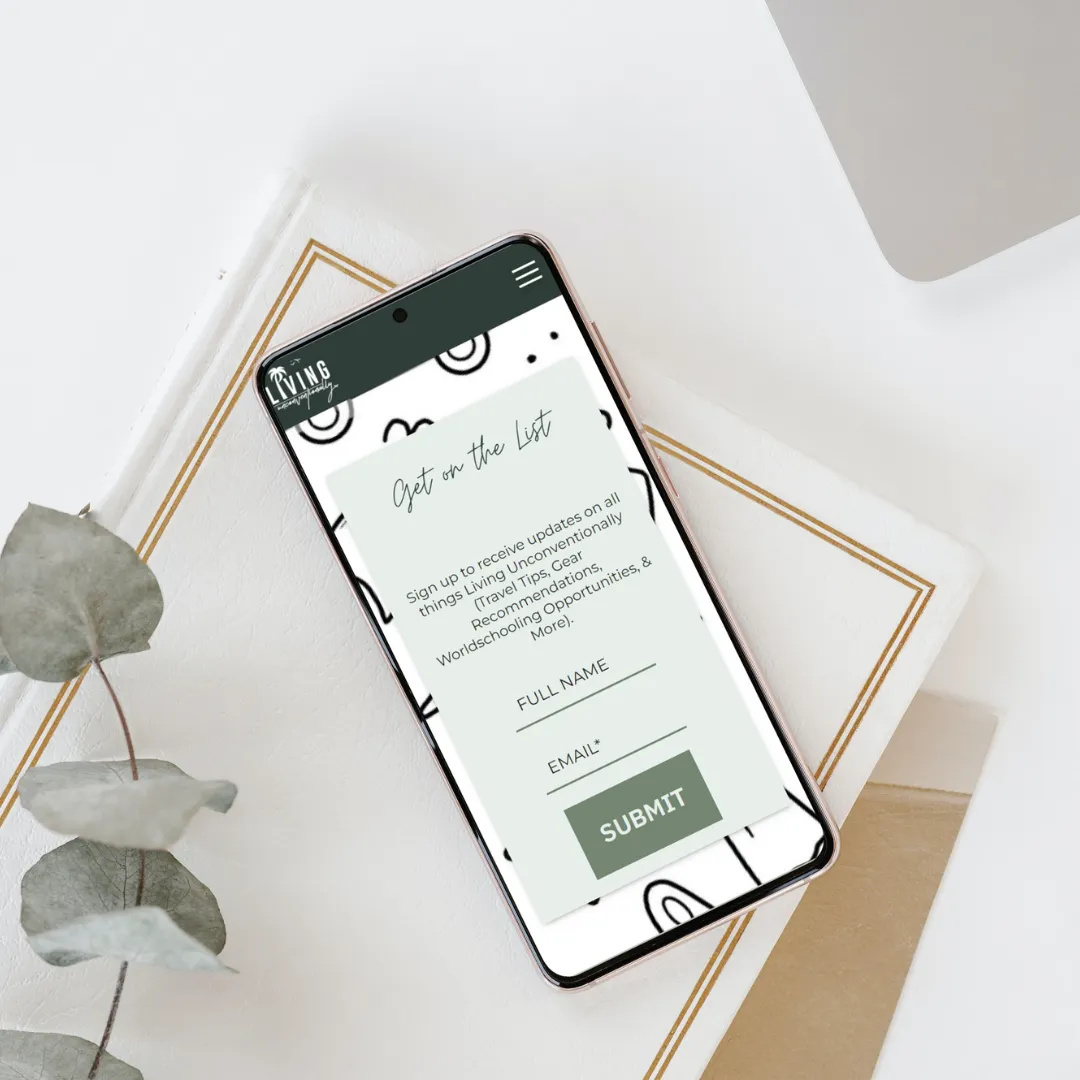 LIVING
unconventionally
Get on the List
Sign up to receive updates on all
things Living Unconventionally
(Travel Tips, Gear
Recommendations,
Worldschooling Opportunities, &
More).
FULL NAME
EMAIL*
SUBMIT